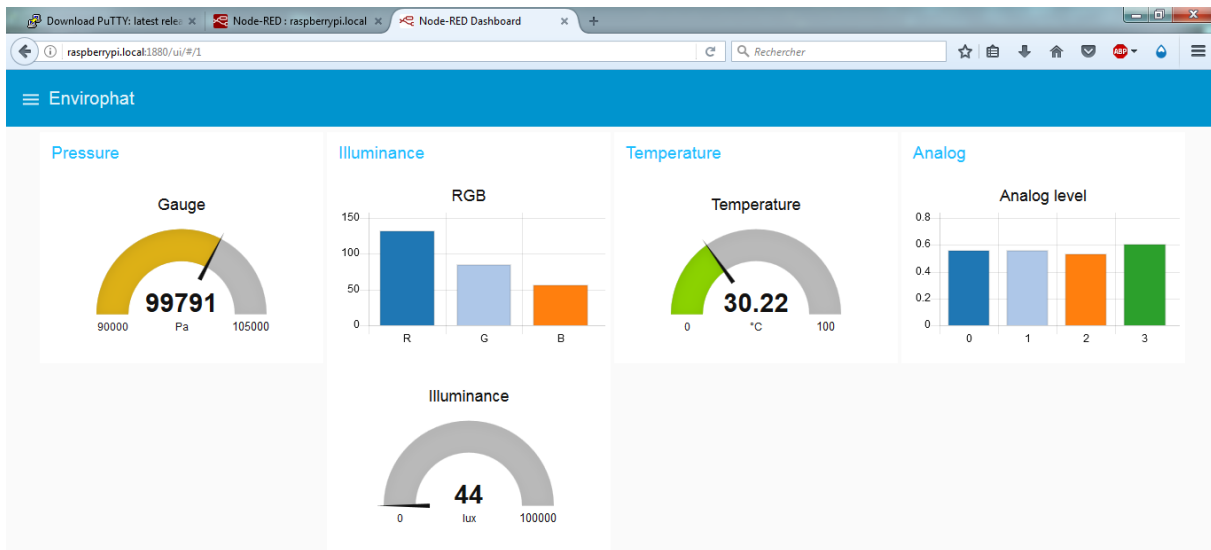 Download PuTTY: latest relea
Node-RED : raspberrypi.local
Node-RED Dashboard
raspberrypi.local:1880/ui/#/1
Rechercher
ABP
Envirophat
Pressure
Gauge
99791
90000
Pa
105000
Illuminance
RGB
150
100
50
0
R
G
B
Illuminance
44
0
lux
100000
Temperature
Temperature
30.22
0
°C
100
Analog
Analog level
0.8
0.6
0.4
0.2
0
0
1
2
3